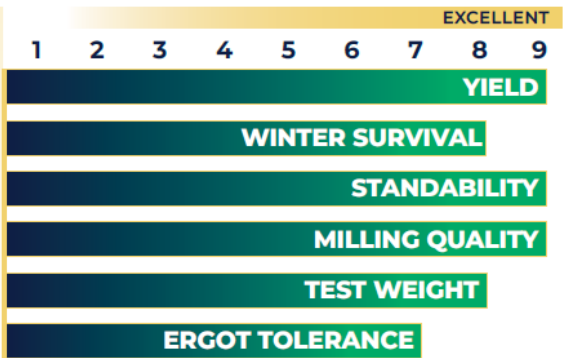 EXCELLENT
1 2 3 4 5 6 7 8 9
YIELD
WINTER SURVIVAL
STANDABILITY
MILLING QUALITY
TEST WEIGHT
ERGOT TOLERANCE